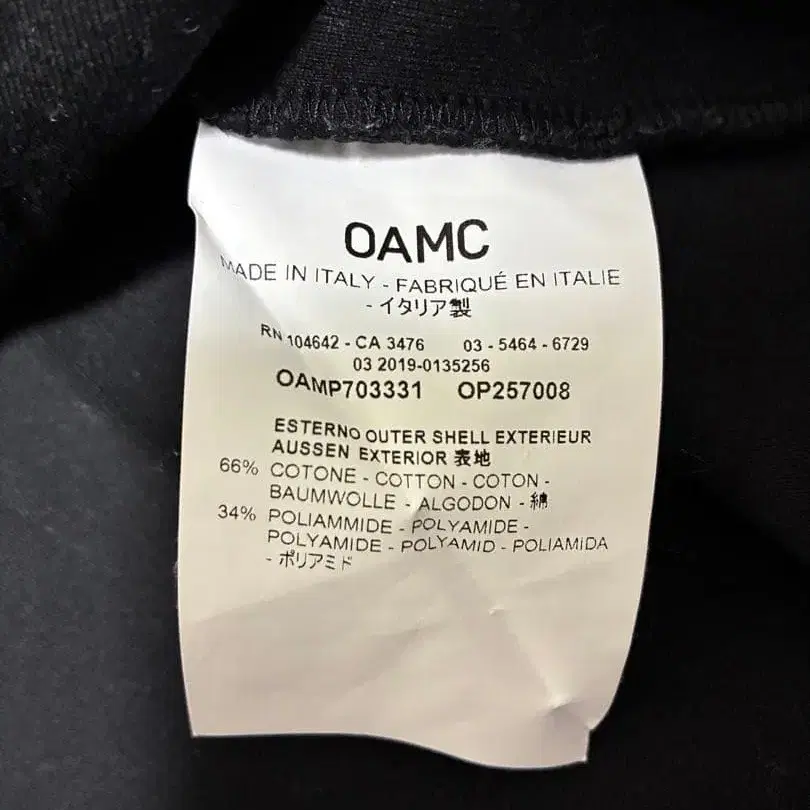 OAMC
MADE IN ITALY - FABRIQUÉ EN ITALIE
- イタリア製
RN 104642 - CA 3476 03 - 5464 - 6729
03 2019-0135256
OAMP703331 OP257008
ESTERNO OUTER SHELL EXTERIEUR
AUSSEN EXTERIOR 表地
66% COTONE - COTTON - COTON -
BAUMWOLLE - ALGODON - 綿
34% POLIAMMIDE - POLYAMIDE -
POLYAMIDE - POLYAMID - POLIAMIDA
- ポリアミド